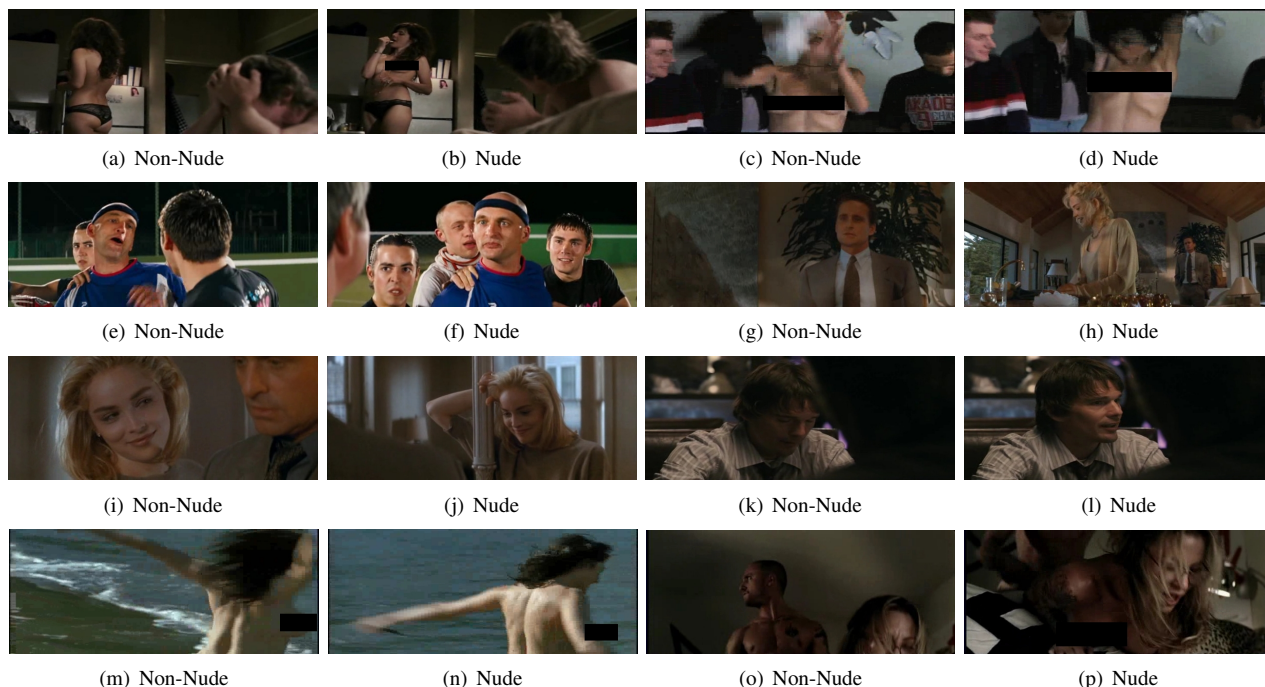 (a) Non-Nude
(b) Nude
(c) Non-Nude
(d) Nude
(e) Non-Nude
(f) Nude
(g) Non-Nude
(h) Nude
(i) Non-Nude
(j) Nude
(k) Non-Nude
(l) Nude
(m) Non-Nude
(n) Nude
(o) Non-Nude
(p) Nude